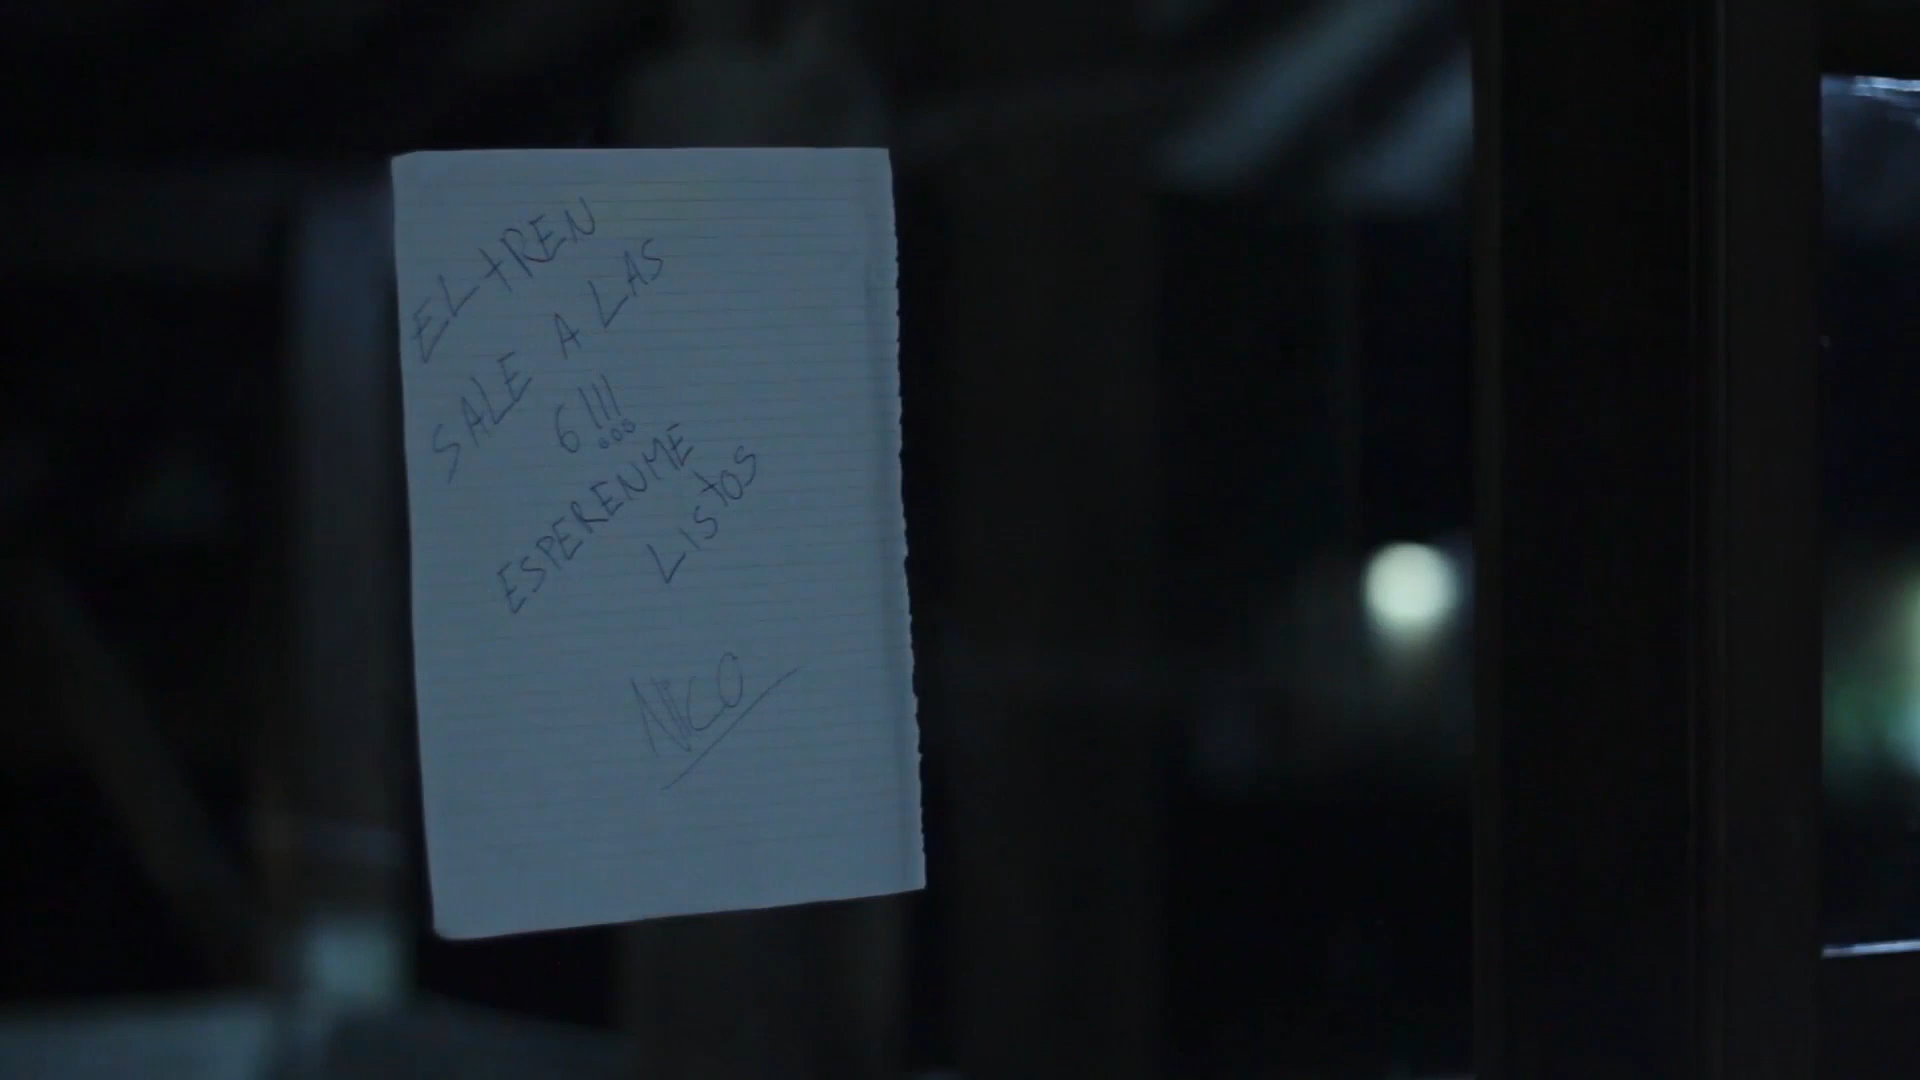 EL tREN
SALE A LAS
6!!!
ESPERENME
LIStOS
NICO